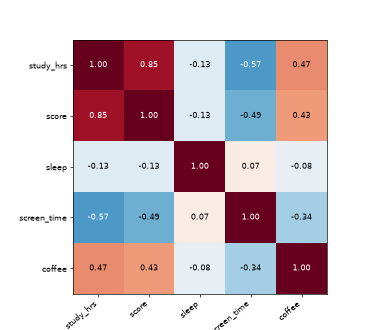 study_hrs 1.00 0.85 -0.13 -0.57 0.47
score 0.85 1.00 -0.13 -0.49 0.43
sleep -0.13 -0.13 1.00 0.07 -0.08
screen_time -0.57 -0.49 0.07 1.00 -0.34
coffee 0.47 0.43 -0.08 -0.34 1.00
study_hrs score sleep creen_time coffee